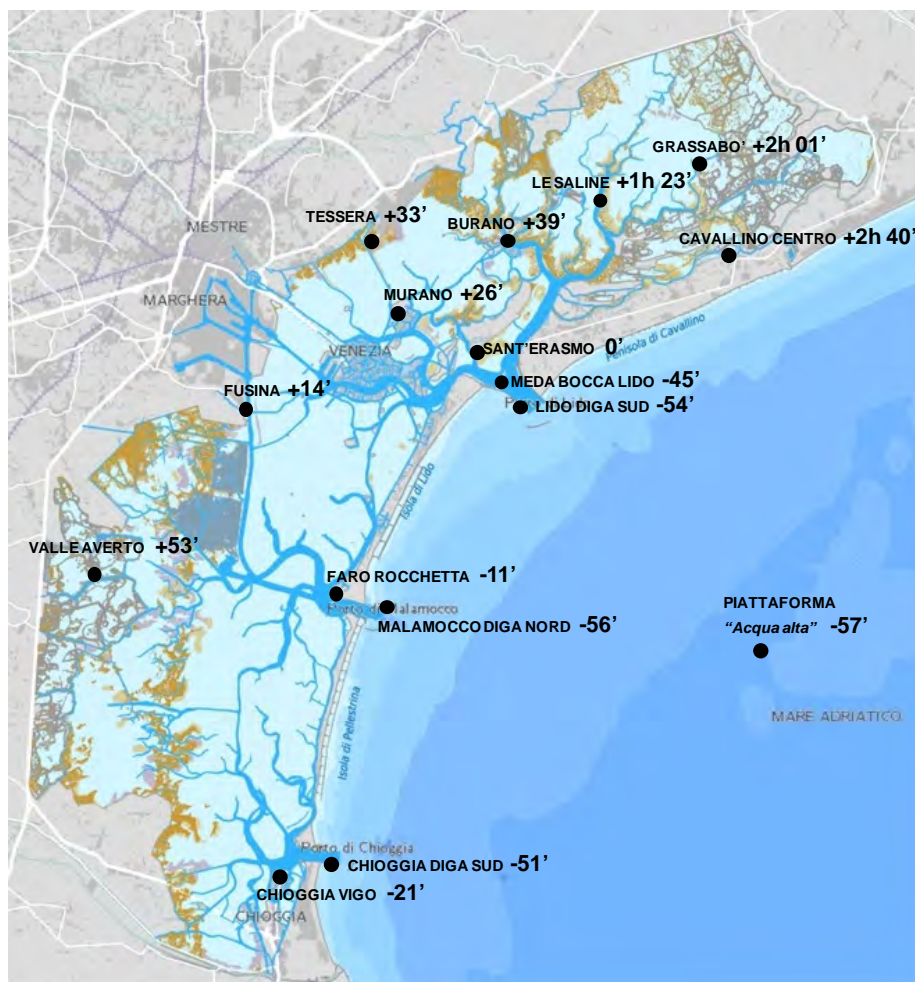 GRASSABO' +2h 01'
LE SALINE +1h 23'
MESTRE
TESSERA +33'
BURANO +39'
CAVALLINO CENTRO +2h 40'
MARGHERA
MURANO +26'
Penisola di Cavallino
VENEZIA
SANT'ERASMO 0'
MEDA BOCCA LIDO -45'
FUSINA +14'
Porto di Lido
LIDO DIGA SUD -54'
Isola di Lido
VALLE AVERTO +53'
FARO ROCCHETTA -11'
Porto di Malamocco
MALAMOCCO DIGA NORD -56'
PIATTAFORMA
"Acqua alta" -57'
MARE ADRIATICO
Isola di Pellestrina
Porto di Chioggia
CHIOGGIA DIGA SUD -51'
CHIOGGIA VIGO -21'
CHIOGGIA